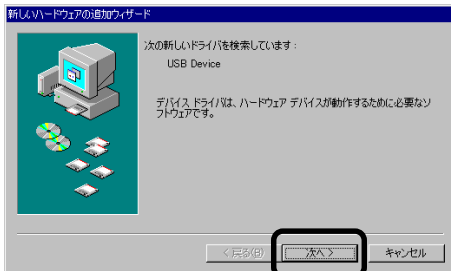 新しいハードウェアの追加ウィザード
次の新しいドライバを検索しています：
USB Device
デバイス ドライバは、ハードウェア デバイスが動作するために必要なソ
フトウェアです。
< 戻る(B)
次へ >
キャンセル